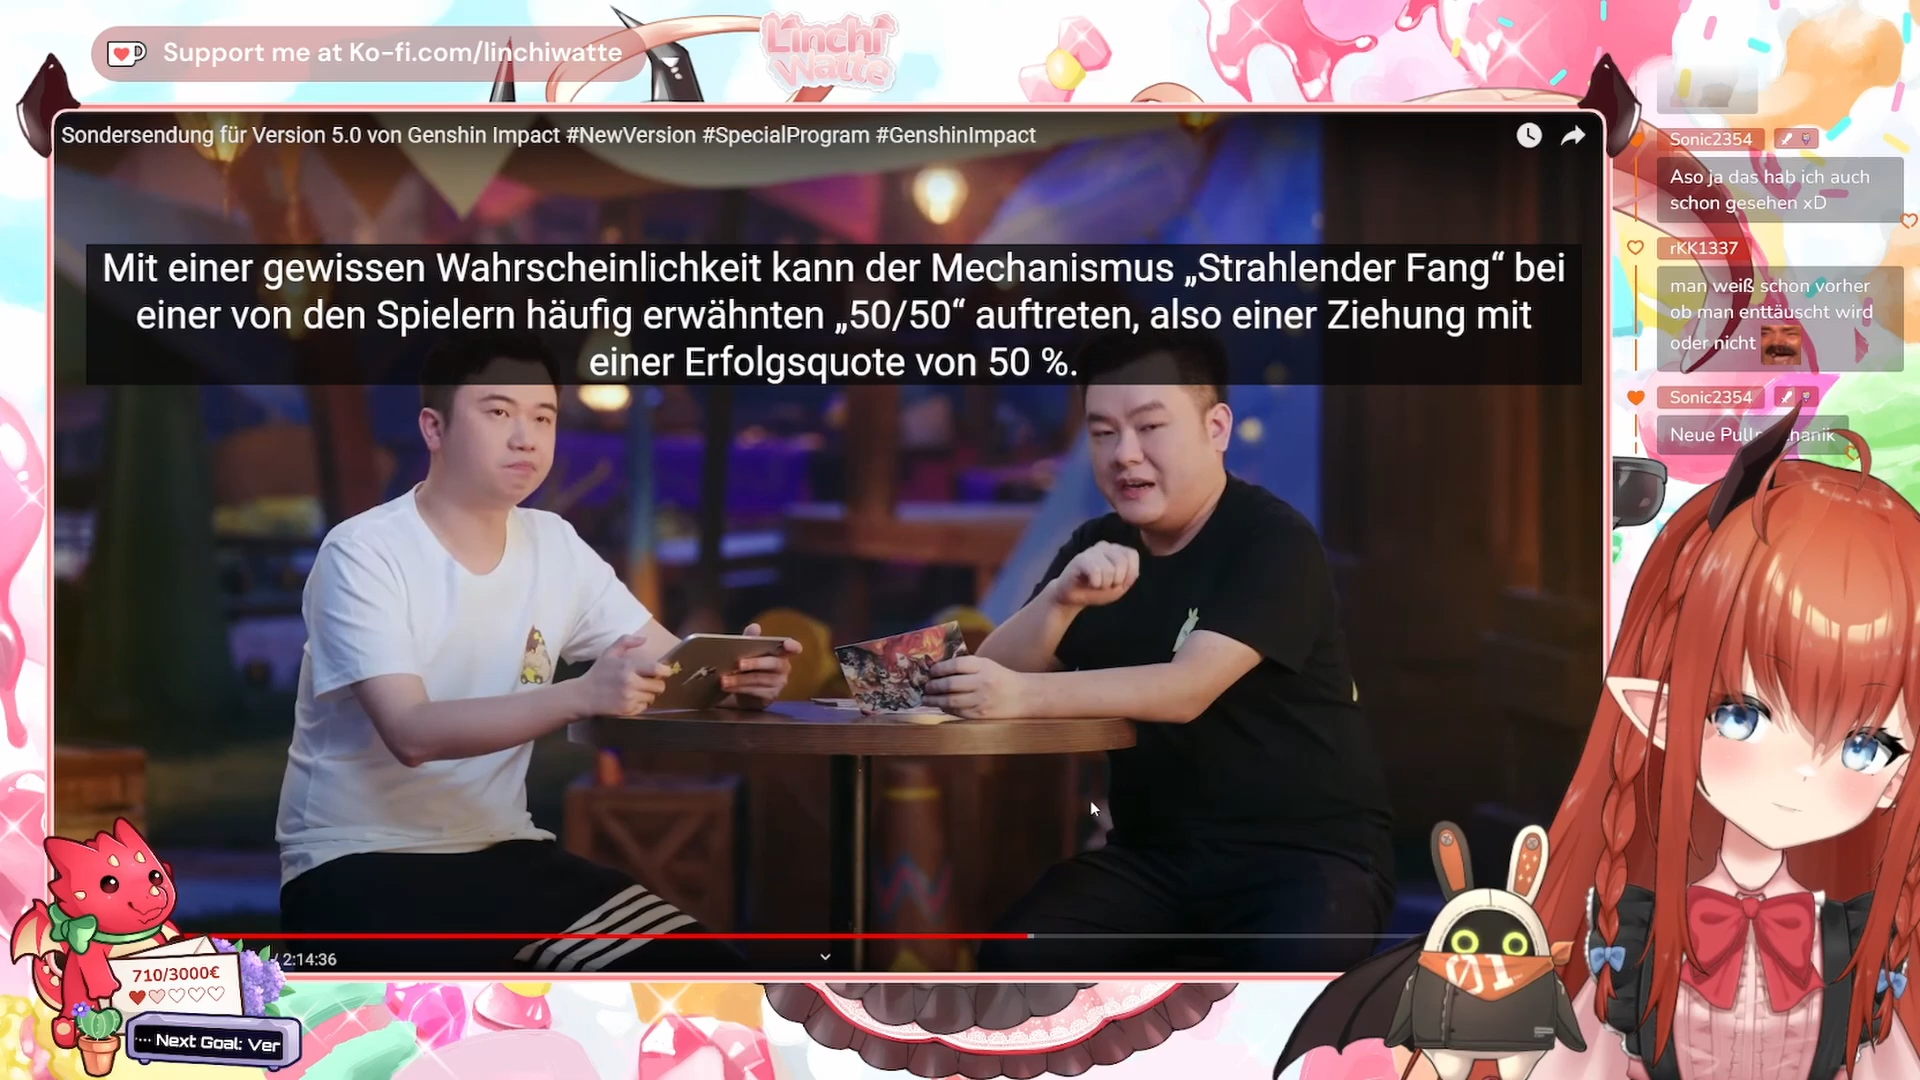 Support me at Ko-fi.com/linchiwatte
Linchi
Watte
Sondersendung für Version 5.0 von Genshin Impact #NewVersion #SpecialProgram #GenshinImpact
Mit einer gewissen Wahrscheinlichkeit kann der Mechanismus „Strahlender Fang“ bei
einer von den Spielern häufig erwähnten „50/50“ auftreten, also einer Ziehung mit
einer Erfolgsquote von 50 %.
Sonic2354
Aso ja das hab ich auch
schon gesehen xD
rKK1337
man weiß schon vorher
ob man enttäuscht wird
oder nicht
Sonic2354
Neue
/ 2:14:36
710/3000€
Next Goal: Ver
01